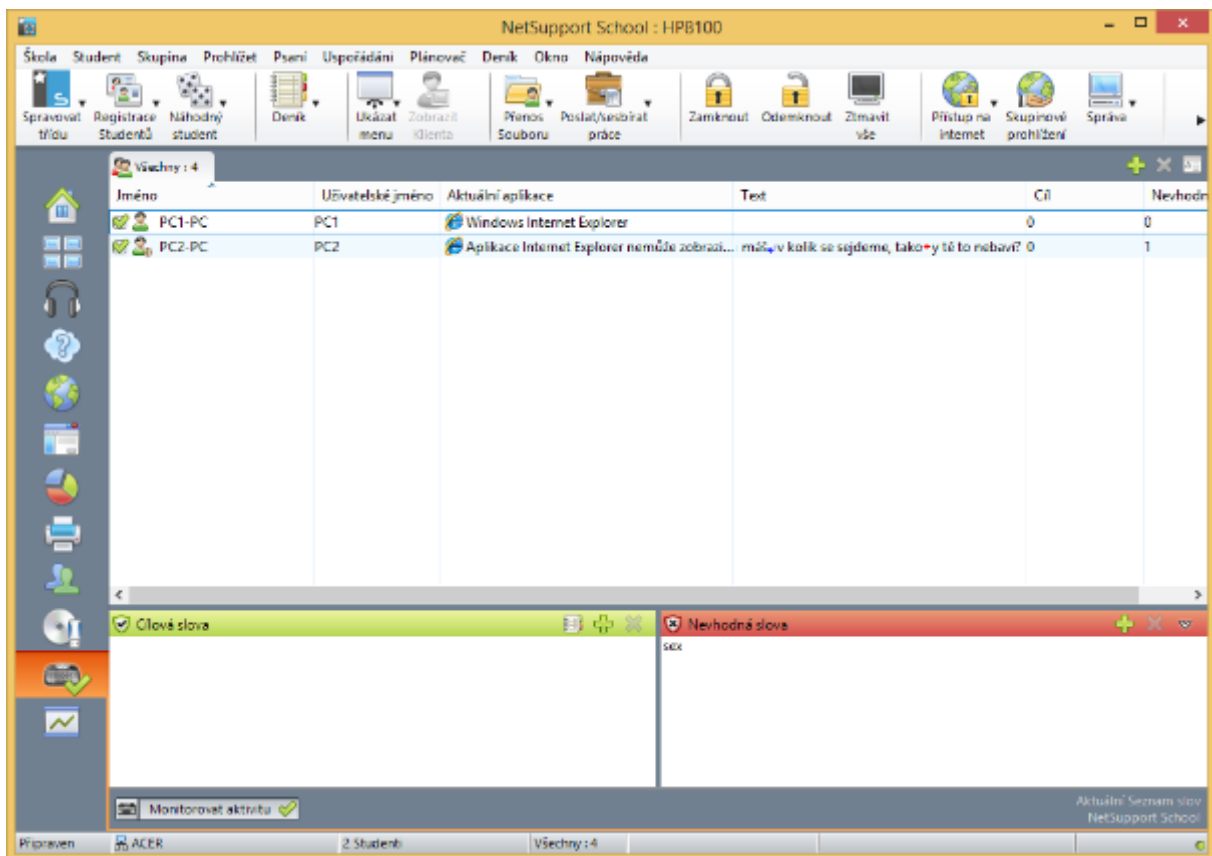 NetSupport School : HP8100
Škola Student Skupina Prohlížet Psaní Uspořádání Plánovač Deník Okno Nápověda
Spravovat třídu
Registrace Studentů
Náhodný student
Deník
Ukázat menu
Zobrazit Klienta
Přenos Souboru
Poslat/sesbírat práce
Zamknout
Odemknout
Ztmavit vše
Přístup na internet
Skupinové prohlížení
Správa
Všechny : 4
Jméno Uživatelské jméno Aktuální aplikace Text Cíl Nevhodn
PC1-PC PC1 Windows Internet Explorer 0 0
PC2-PC PC2 Aplikace Internet Explorer nemůže zobrazi... v kolik se sejdeme, y tě to nebaví? 0 1
Cílová slova
Nevhodná slova
sex
Monitorovat aktivitu
Aktuální Seznam slov
NetSupport School
Připraven ACER 2 Studenti Všechny : 4